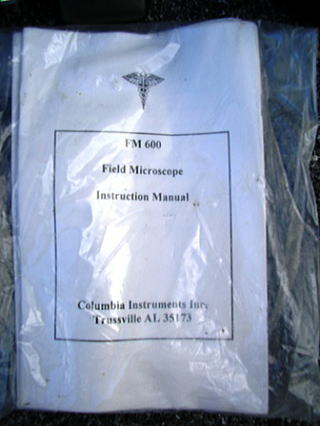 FM 600
Field Microscope
Instruction Manual
Columbia Instruments Inc.
Trussville AL 35173